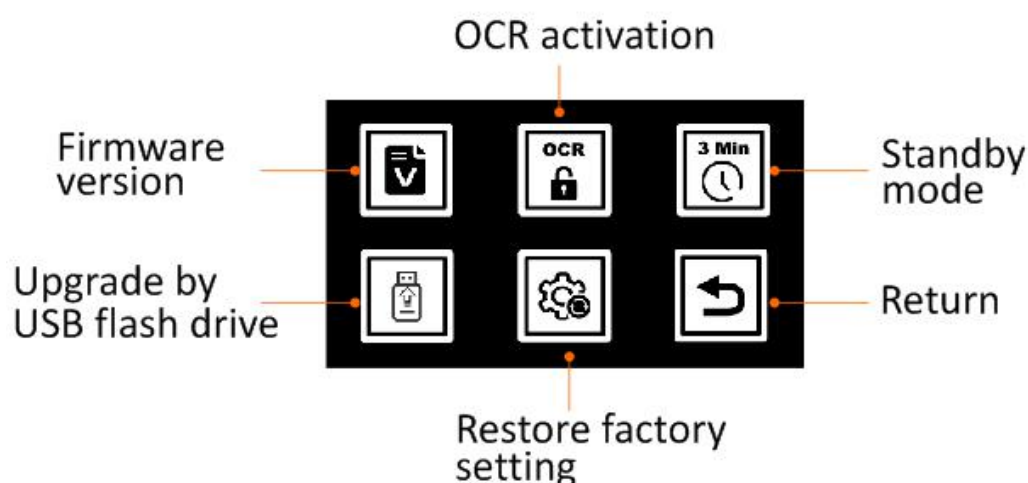 OCR activation
Firmware
version
OCR
3 Min
Standby
mode
V
Upgrade by
USB flash drive
Return
Restore factory
setting